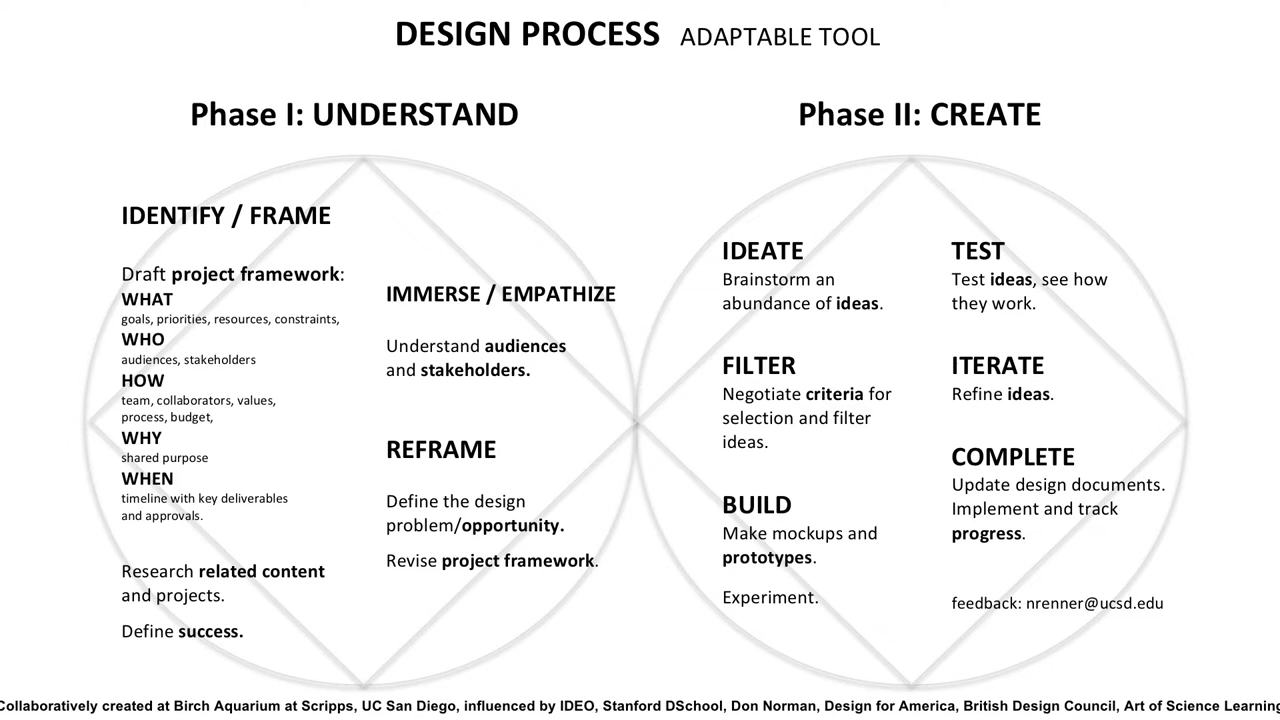 DESIGN PROCESS ADAPTABLE TOOL
Phase I: UNDERSTAND
IDENTIFY / FRAME
Draft project framework:
WHAT
goals, priorities, resources, constraints,
WHO
audiences, stakeholders
HOW
team, collaborators, values,
process, budget,
WHY
shared purpose
WHEN
timeline with key deliverables
and approvals.
Research related content
and projects.
Define success.
IMMERSE / EMPATHIZE
Understand audiences
and stakeholders.
REFRAME
Define the design
problem/opportunity.
Revise project framework.
Phase II: CREATE
IDEATE
Brainstorm an
abundance of ideas.
FILTER
Negotiate criteria for
selection and filter
ideas.
BUILD
Make mockups and
prototypes.
Experiment.
TEST
Test ideas, see how
they work.
ITERATE
Refine ideas.
COMPLETE
Update design documents.
Implement and track
progress.
feedback: nrenner@ucsd.edu
Collaboratively created at Birch Aquarium at Scripps, UC San Diego, influenced by IDEO, Stanford DSchool, Don Norman, Design for America, British Design Council, Art of Science Learning